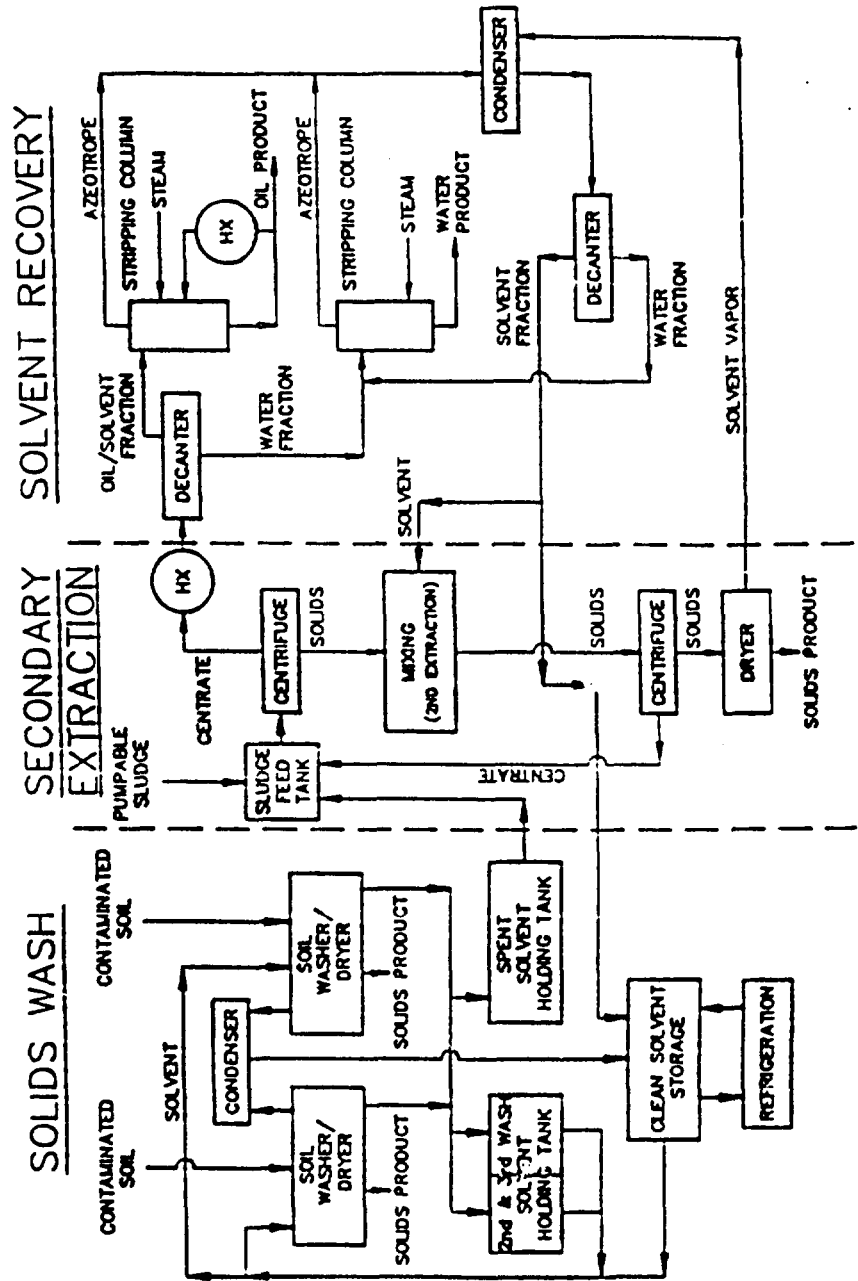 SOLIDS WASH
CONTAMINATED
SOIL
SOLVENT
CONTAMINATED
SOIL
CONDENSER
SOIL
WASHER/
DRYER
SOLIDS PRODUCT
SOIL
WASHER/
DRYER
SOLIDS PRODUCT
2nd & 3rd WASH
SOLVENT
HOLDING TANK
SPENT
SOLVENT
HOLDING TANK
CLEAN SOLVENT
STORAGE
REFRIGERATION
SECONDARY
EXTRACTION
PUMPABLE
SLUDGE
CENTRATE
HX
SLUDGE
FEED
TANK
CENTRIFUGE
SOLIDS
MIXING
(2ND EXTRACTION)
SOLVENT
CENTRATE
SOLIDS
CENTRIFUGE
SOLIDS
DRYER
SOLIDS PRODUCT
SOLVENT RECOVERY
OIL/SOLVENT
FRACTION
DECANTER
WATER
FRACTION
AZEOTROPE
STRIPPING COLUMN
STEAM
HX
OIL PRODUCT
AZEOTROPE
STRIPPING COLUMN
STEAM
WATER
PRODUCT
CONDENSER
SOLVENT
FRACTION
DECANTER
WATER
FRACTION
SOLVENT VAPOR